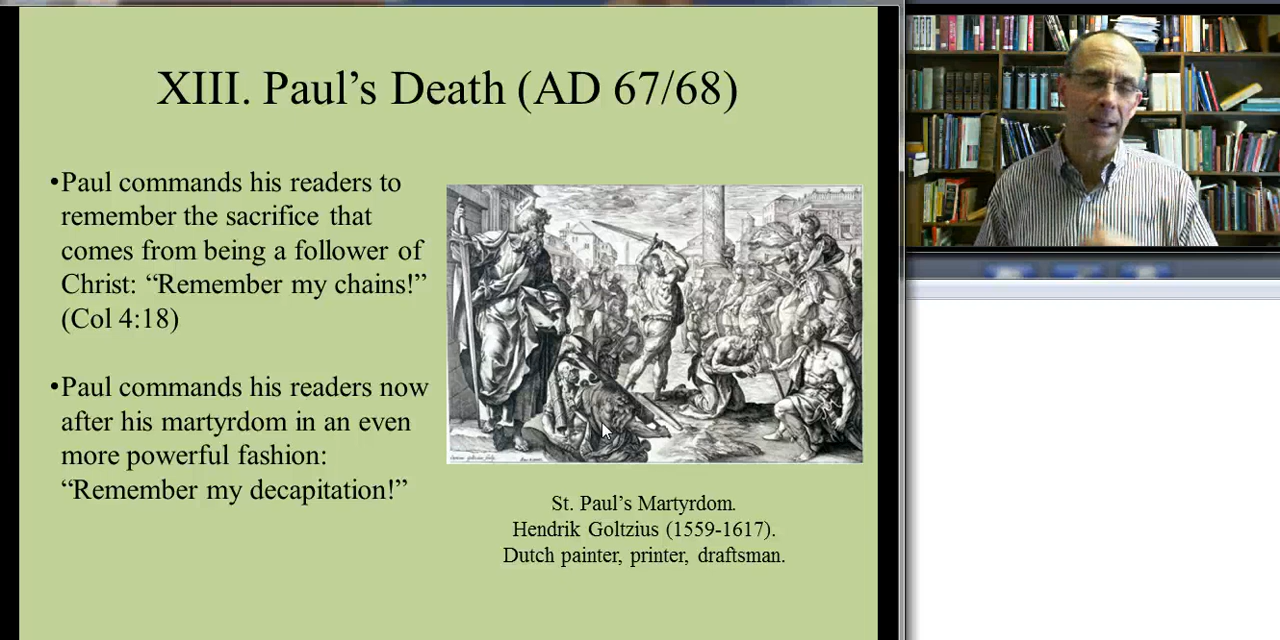 XIII. Paul’s Death (AD 67/68)
•Paul commands his readers to
remember the sacrifice that
comes from being a follower of
Christ: “Remember my chains!”
(Col 4:18)
•Paul commands his readers now
after his martyrdom in an even
more powerful fashion:
“Remember my decapitation!”
St. Paul’s Martyrdom.
Hendrik Goltzius (1559-1617).
Dutch painter, printer, draftsman.